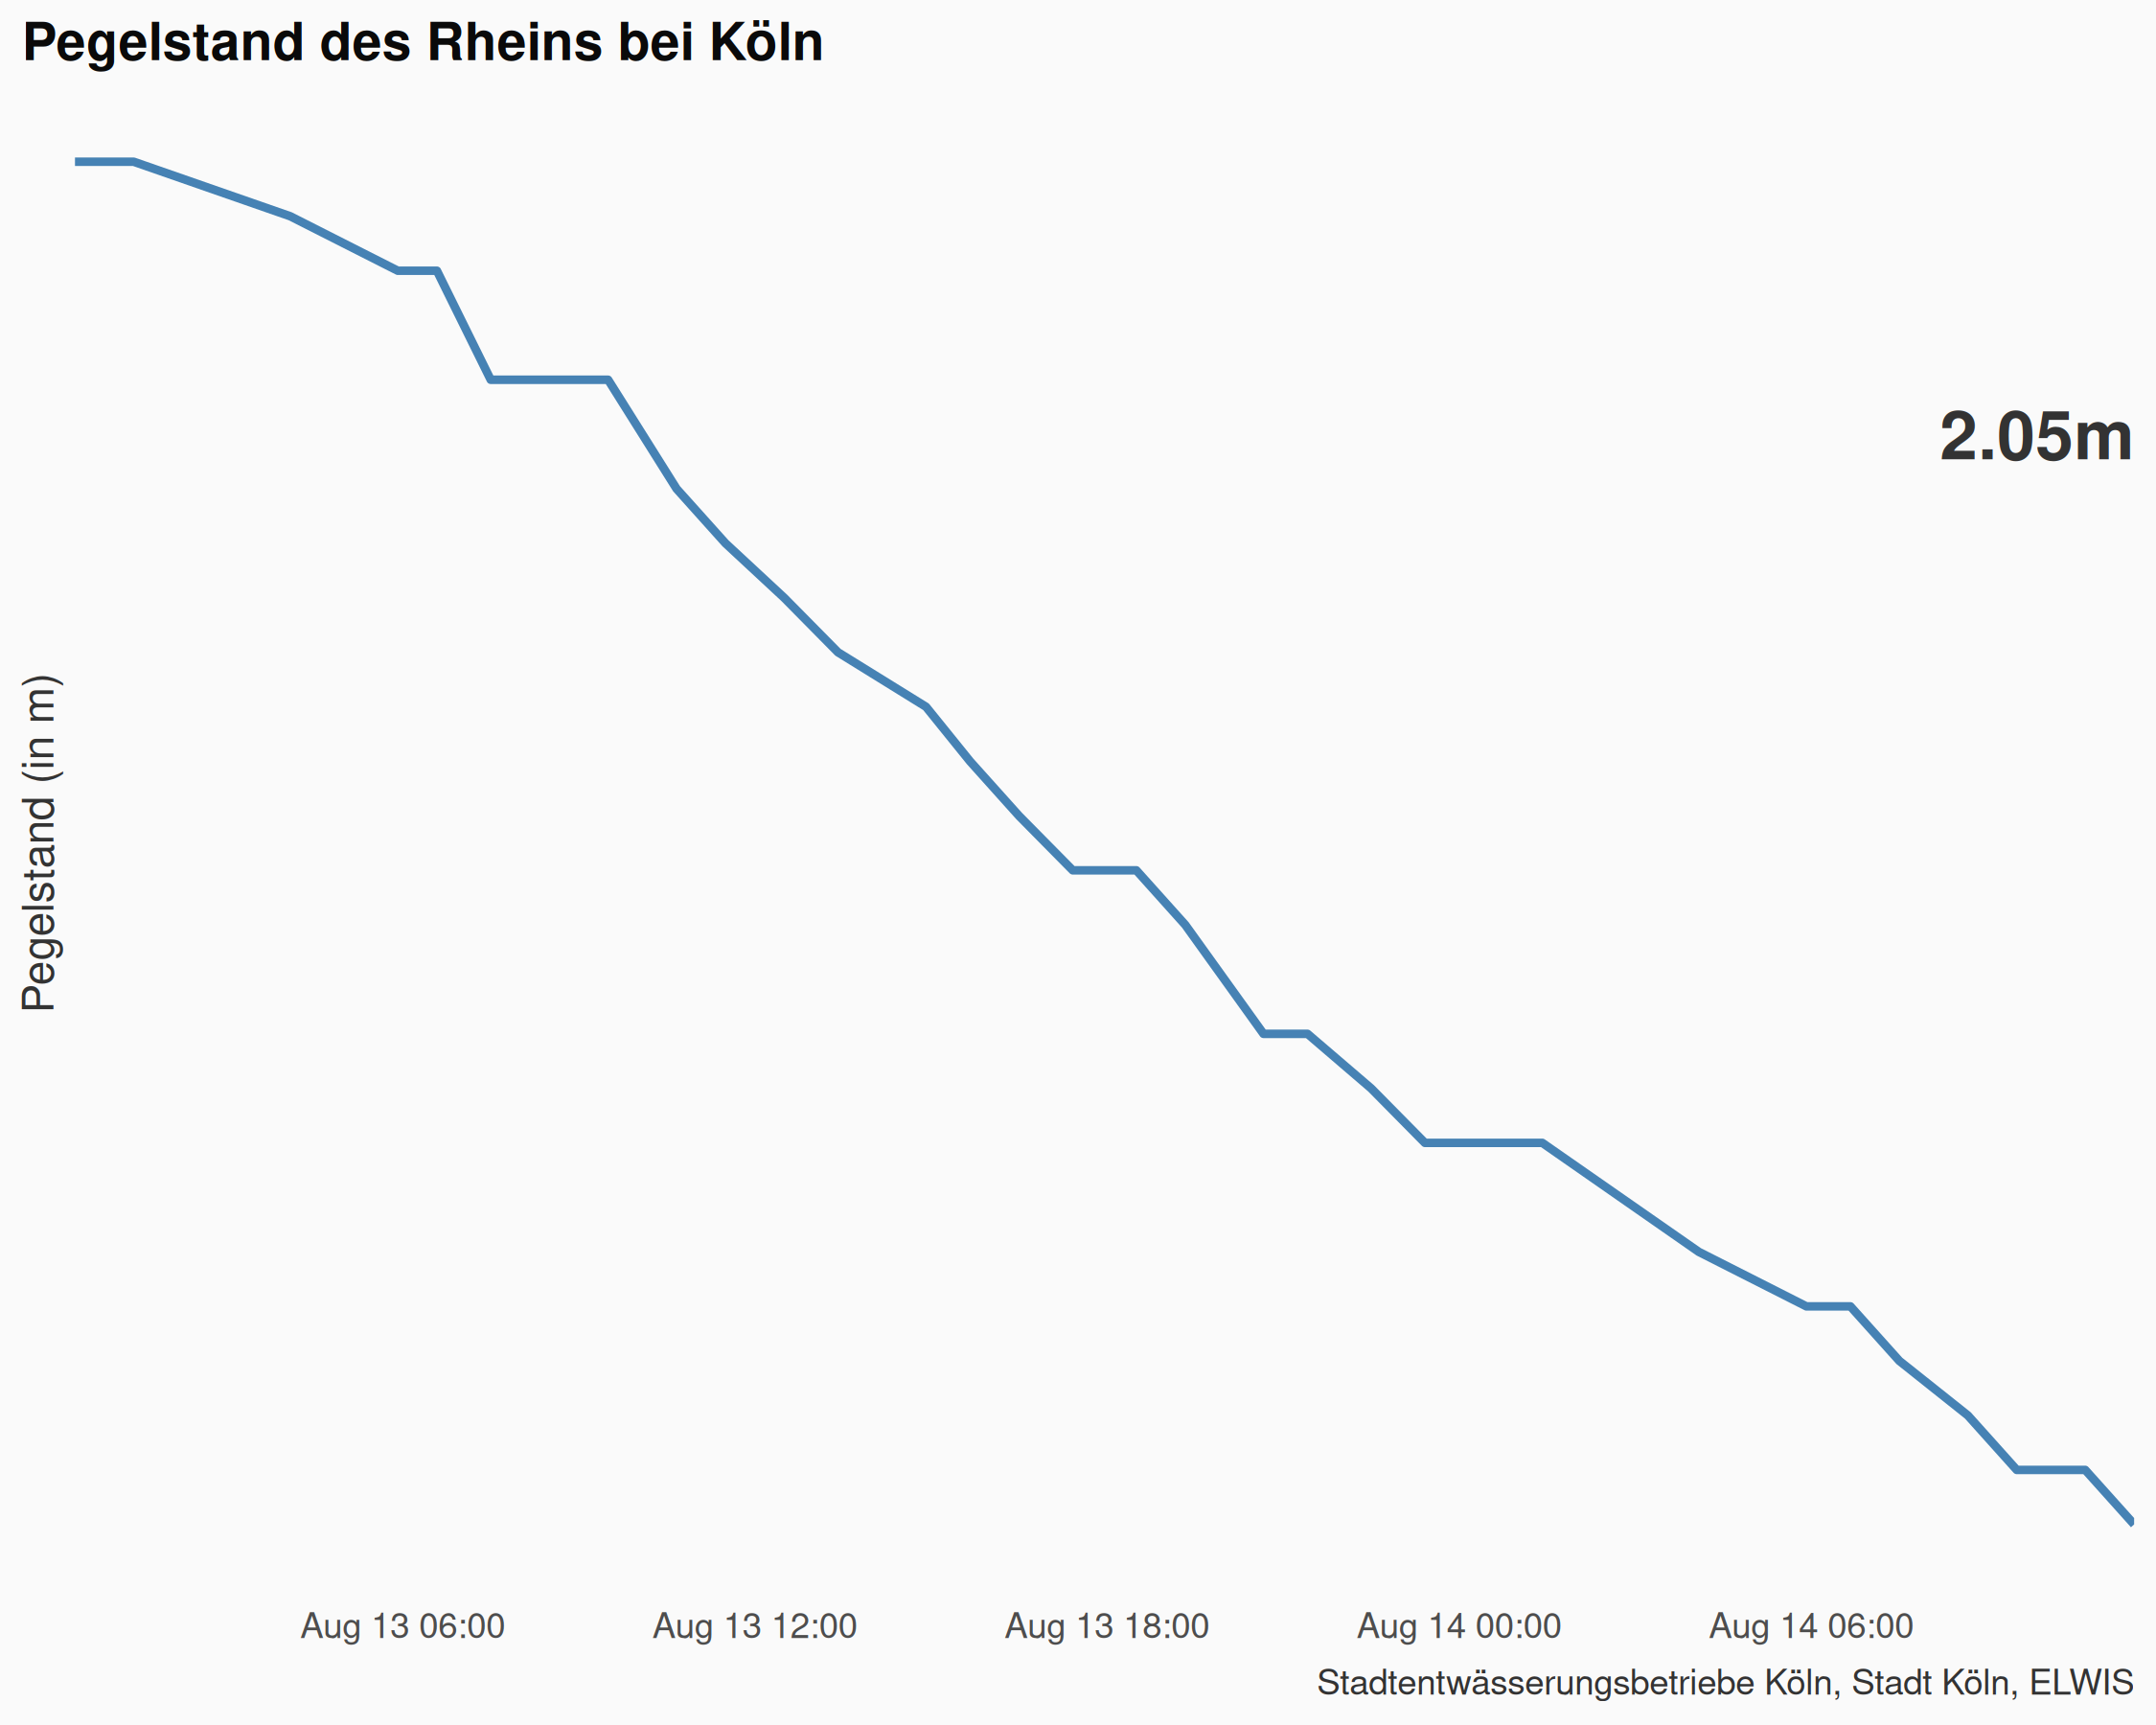 Pegelstand des Rheins bei Köln
2.05m
Pegelstand (in m)
Aug 13 06:00
Aug 13 12:00
Aug 13 18:00
Aug 14 00:00
Aug 14 06:00
Stadtentwässerungsbetriebe Köln, Stadt Köln, ELWIS